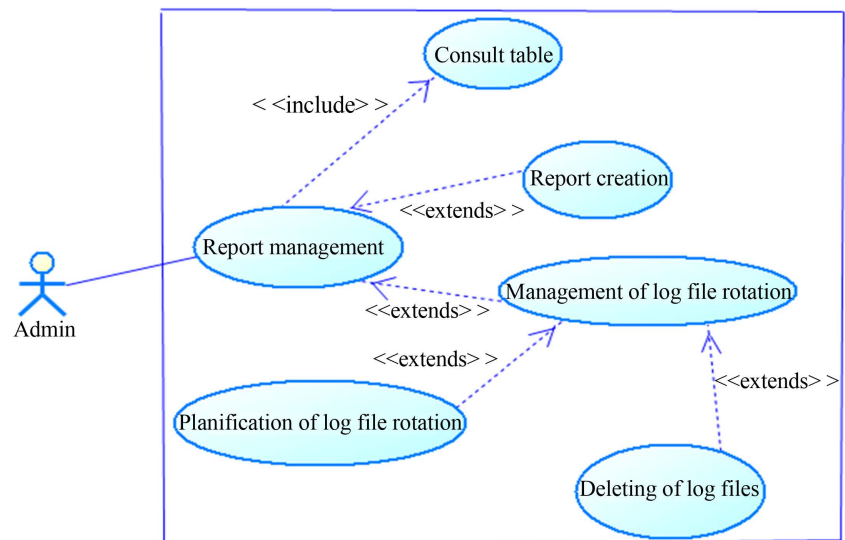 Consult table
< <include> >
Report creation
<<extends> >
Report management
Management of log file rotation
<<extends> >
Admin
<<extends> >
<<extends> >
Planification of log file rotation
Deleting of log files